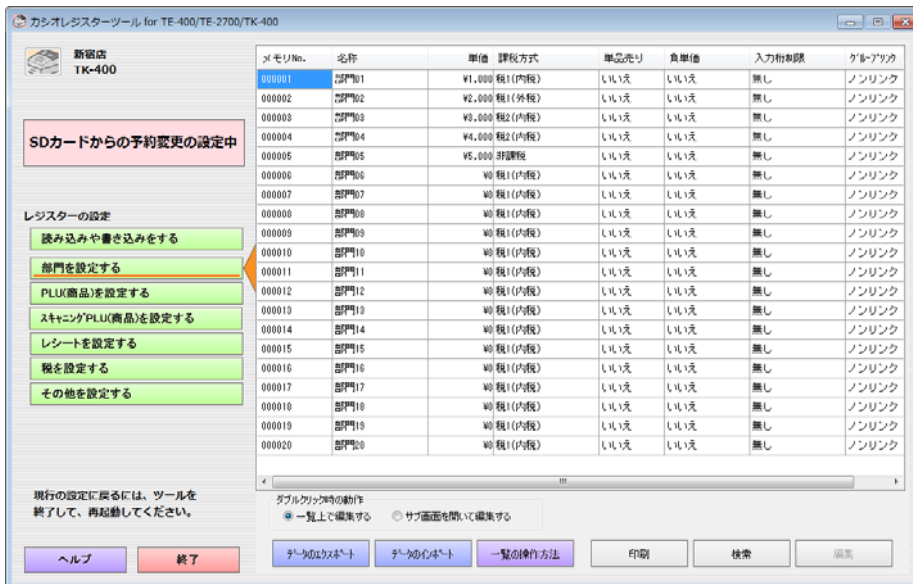 カシオレジスターツール for TE-400/TE-2700/TK-400
新宿店
TK-400
SDカードからの予約変更の設定中
レジスターの設定
読み込みや書き込みをする
部門を設定する
PLU(商品)を設定する
ｽｷｬﾆﾝｸﾞPLU(商品)を設定する
レシートを設定する
税を設定する
その他を設定する
現行の設定に戻るには、ツールを
終了して、再起動してください。
ヘルプ 終了
メモリNo. 名称 単価 課税方式 単品売り 負単価 入力桁制限 ｸﾞﾙｰﾌﾟﾘﾝｸ
000001 部門01 ¥1,000 税1(内税) いいえ いいえ 無し ノンリンク
000002 部門02 ¥2,000 税1(外税) いいえ いいえ 無し ノンリンク
000003 部門03 ¥3,000 税2(内税) いいえ いいえ 無し ノンリンク
000004 部門04 ¥4,000 税2(内税) いいえ いいえ 無し ノンリンク
000005 部門05 ¥5,000 非課税 いいえ いいえ 無し ノンリンク
000006 部門06 ¥0 税1(内税) いいえ いいえ 無し ノンリンク
000007 部門07 ¥0 税1(内税) いいえ いいえ 無し ノンリンク
000008 部門08 ¥0 税1(内税) いいえ いいえ 無し ノンリンク
000009 部門09 ¥0 税1(内税) いいえ いいえ 無し ノンリンク
000010 部門10 ¥0 税1(内税) いいえ いいえ 無し ノンリンク
000011 部門11 ¥0 税1(内税) いいえ いいえ 無し ノンリンク
000012 部門12 ¥0 税1(内税) いいえ いいえ 無し ノンリンク
000013 部門13 ¥0 税1(内税) いいえ いいえ 無し ノンリンク
000014 部門14 ¥0 税1(内税) いいえ いいえ 無し ノンリンク
000015 部門15 ¥0 税1(内税) いいえ いいえ 無し ノンリンク
000016 部門16 ¥0 税1(内税) いいえ いいえ 無し ノンリンク
000017 部門17 ¥0 税1(内税) いいえ いいえ 無し ノンリンク
000018 部門18 ¥0 税1(内税) いいえ いいえ 無し ノンリンク
000019 部門19 ¥0 税1(内税) いいえ いいえ 無し ノンリンク
000020 部門20 ¥0 税1(内税) いいえ いいえ 無し ノンリンク
ダブルクリック時の動作
一覧上で編集する サブ画面を開いて編集する
ﾃﾞｰﾀのｴｸｽﾎﾟｰﾄ ﾃﾞｰﾀのｲﾝﾎﾟｰﾄ 一覧の操作方法 印刷 検索 編集